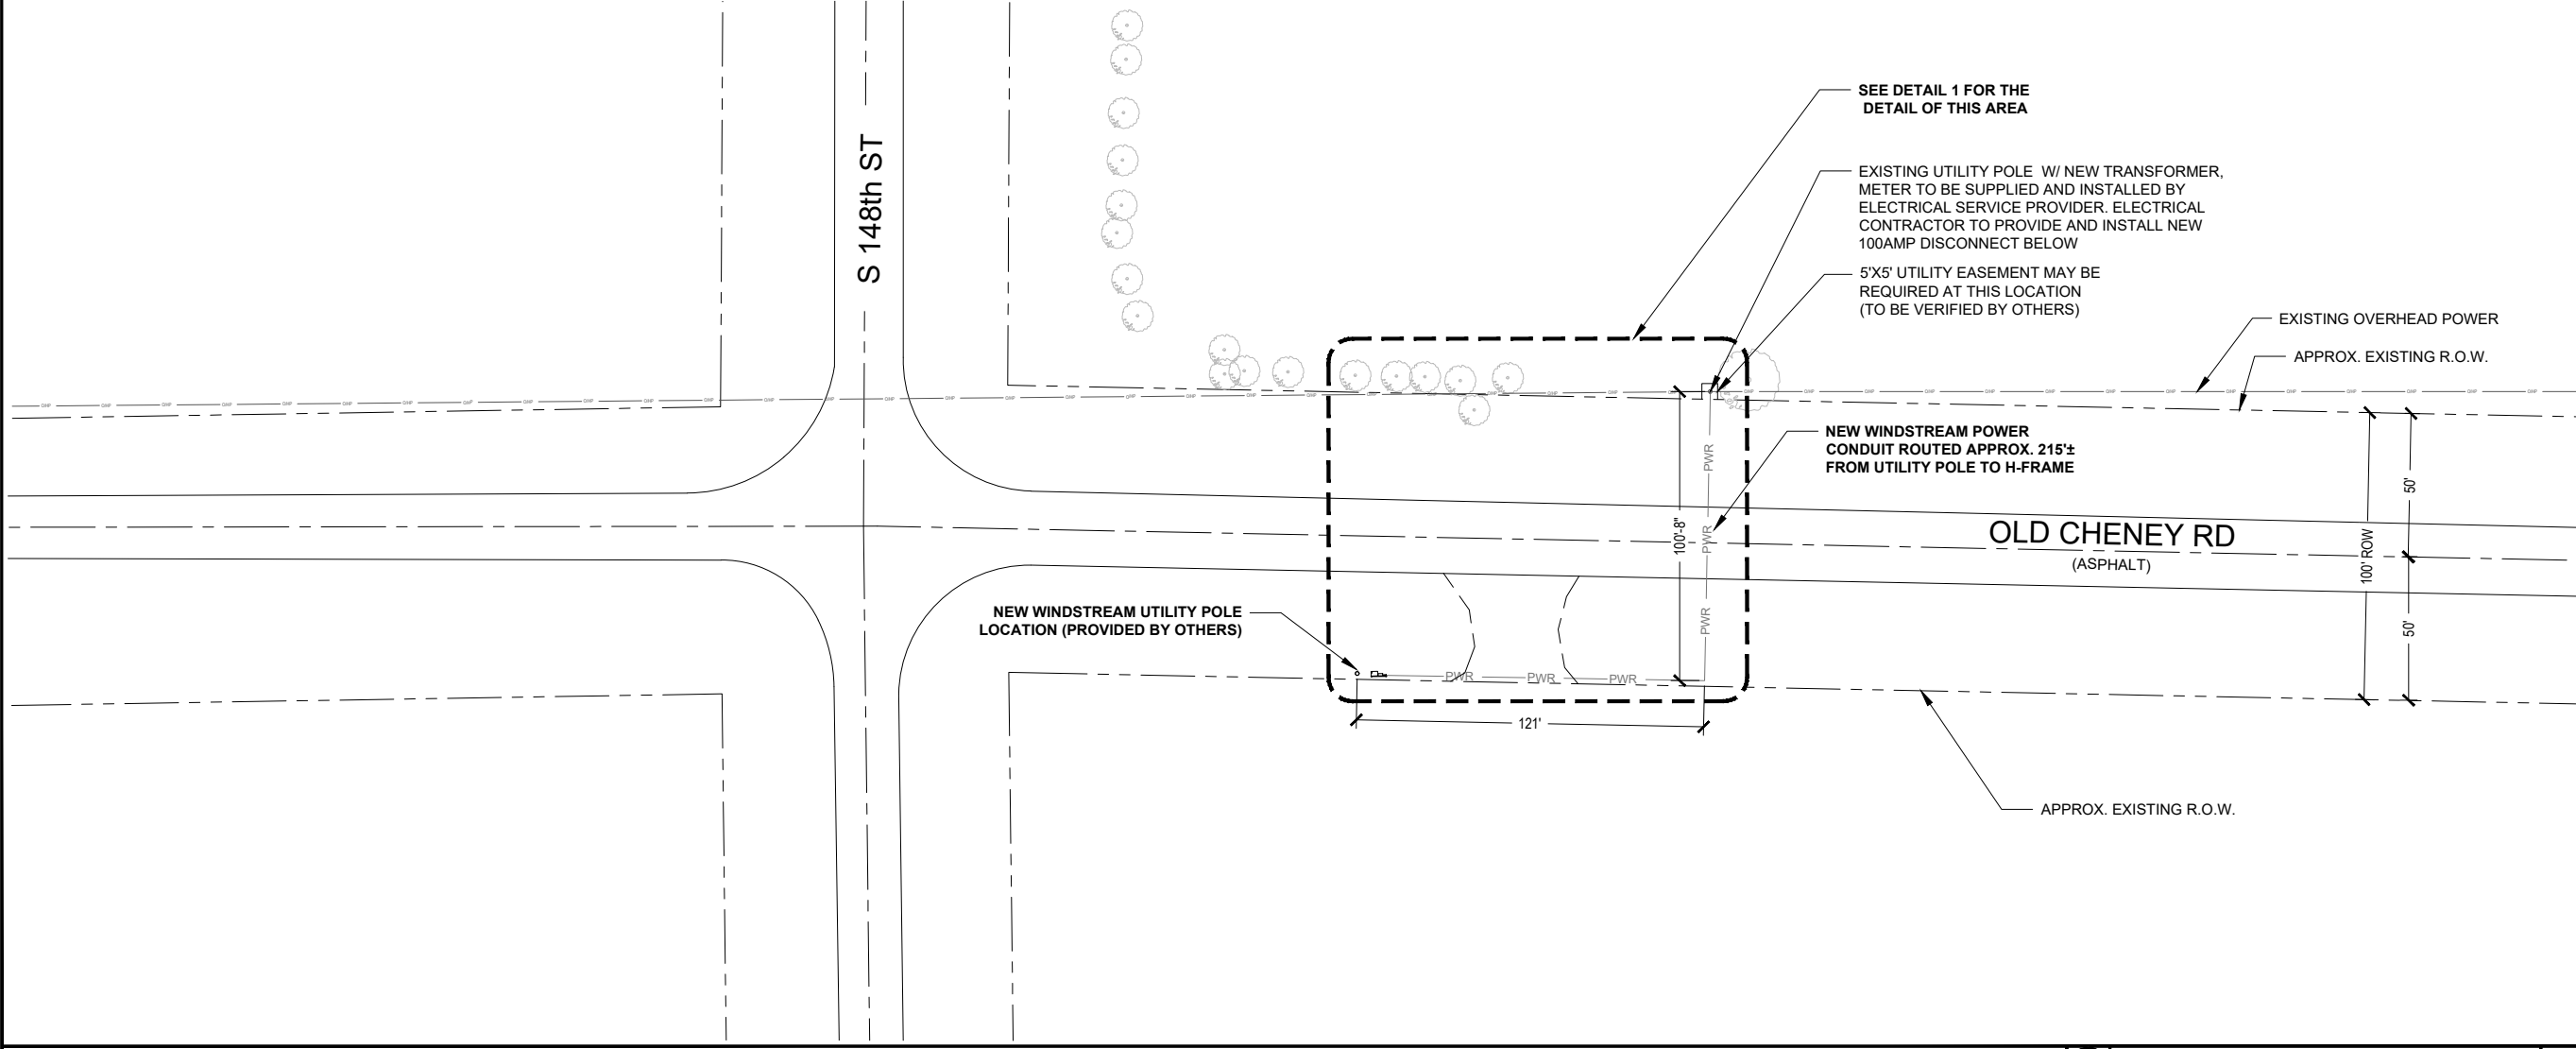 SEE DETAIL 1 FOR THE
DETAIL OF THIS AREA
EXISTING UTILITY POLE W/ NEW TRANSFORMER,
METER TO BE SUPPLIED AND INSTALLED BY
ELECTRICAL SERVICE PROVIDER. ELECTRICAL
CONTRACTOR TO PROVIDE AND INSTALL NEW
100AMP DISCONNECT BELOW
5'X5' UTILITY EASEMENT MAY BE
REQUIRED AT THIS LOCATION
(TO BE VERIFIED BY OTHERS)
EXISTING OVERHEAD POWER
APPROX. EXISTING R.O.W.
S 148th ST
NEW WINDSTREAM POWER
CONDUIT ROUTED APPROX. 215'±
FROM UTILITY POLE TO H-FRAME
PWR
PWR
PWR
100'-8"
OLD CHENEY RD
(ASPHALT)
100' ROW
50'
50'
NEW WINDSTREAM UTILITY POLE
LOCATION (PROVIDED BY OTHERS)
PWR
PWR
PWR
121'
APPROX. EXISTING R.O.W.